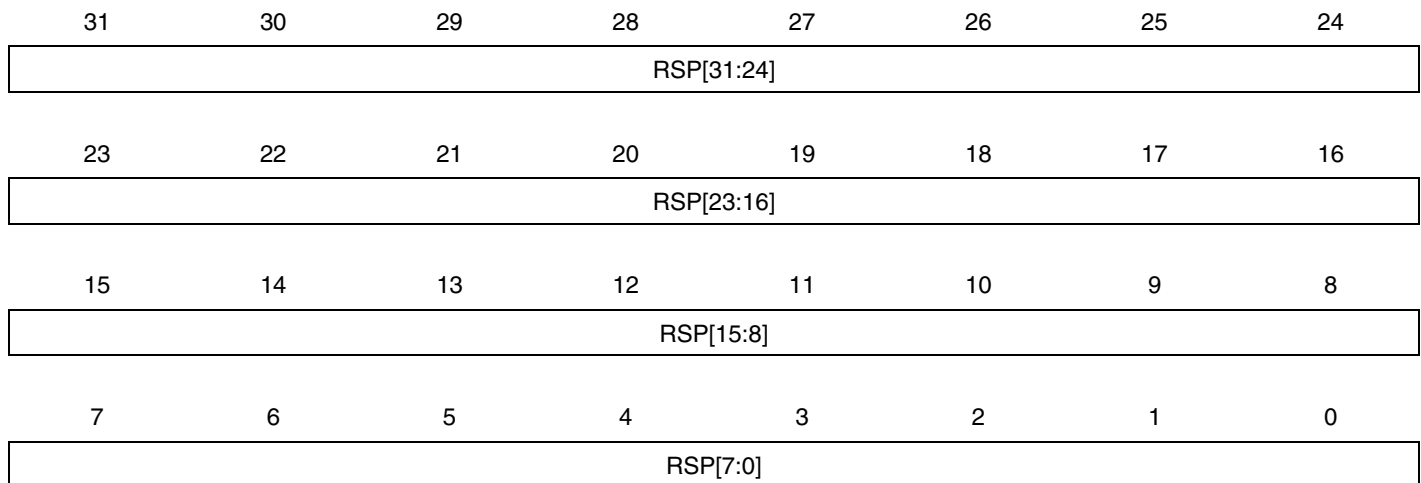 31 30 29 28 27 26 25 24
RSP[31:24]
23 22 21 20 19 18 17 16
RSP[23:16]
15 14 13 12 11 10 9 8
RSP[15:8]
7 6 5 4 3 2 1 0
RSP[7:0]